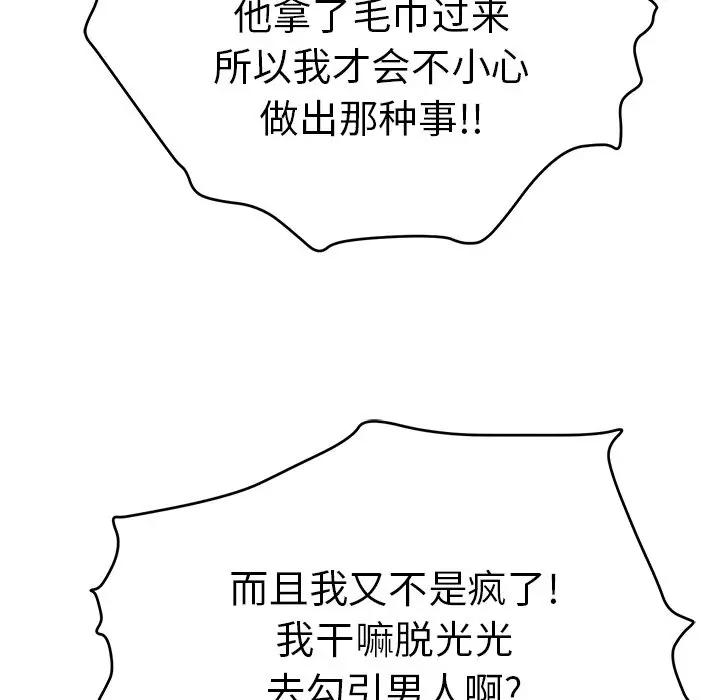 他拿了毛巾过来
所以我才会不小心
做出那种事!!
而且我又不是疯了!
我干嘛脱光光
去勾引男人啊?